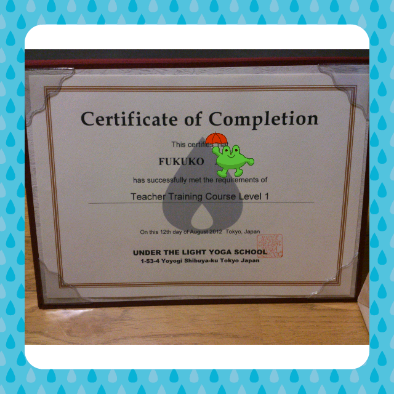 Certificate of Completion
This certifies
FUKUKO
has successfully met the requirements of
Teacher Training Course Level 1
On this 12th day of August 2012 Tokyo, Japan
UNDER THE LIGHT YOGA SCHOOL
1-53-4 Yoyogi Shibuya-ku Tokyo Japan